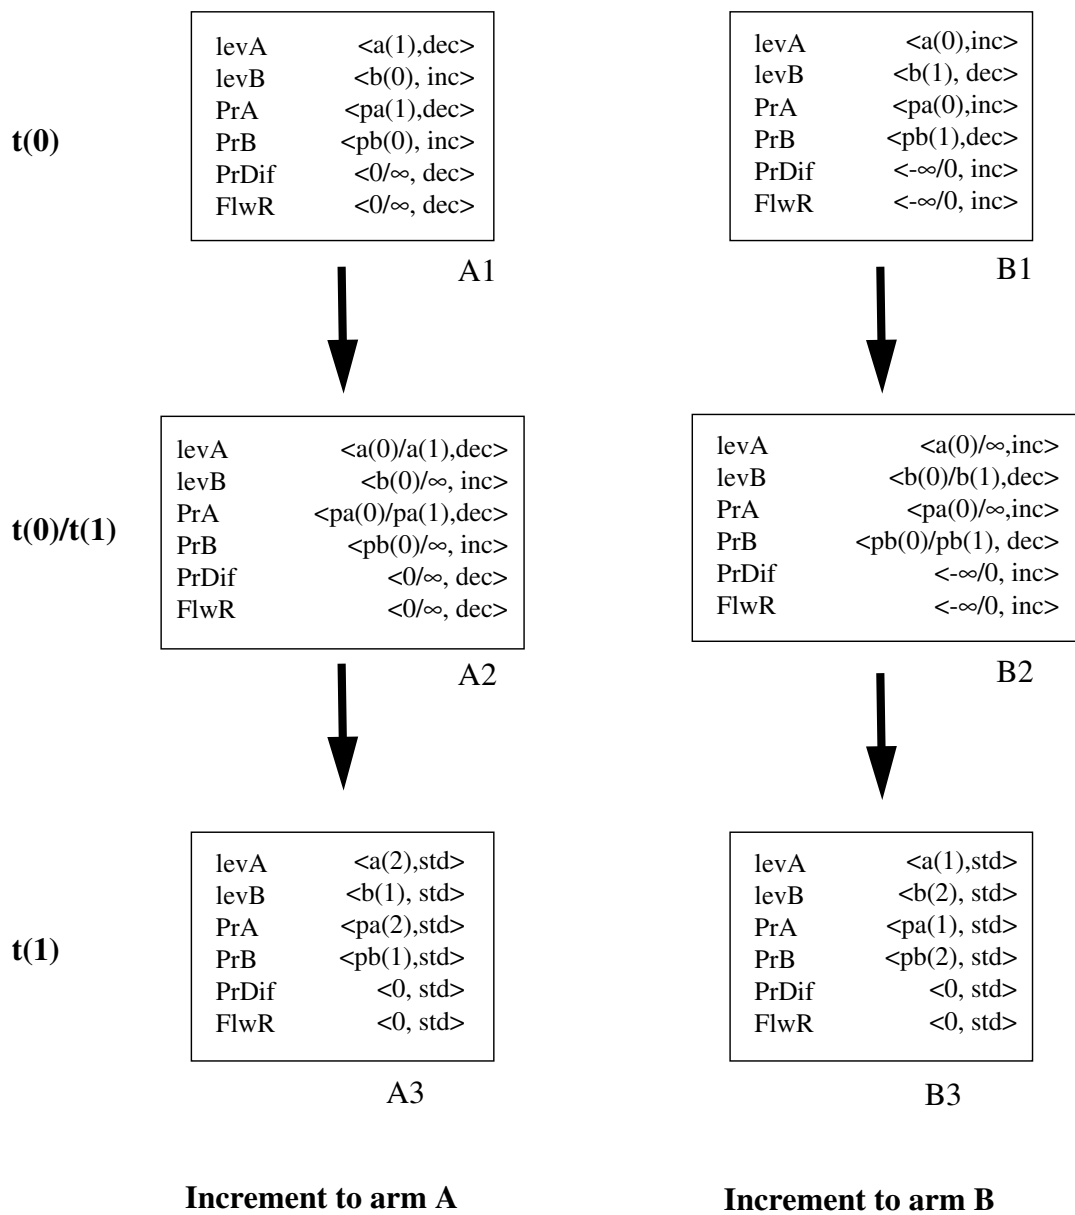 t(0)
levA <a(1),dec>
levB <b(0), inc>
PrA <pa(1),dec>
PrB <pb(0), inc>
PrDif <0/∞, dec>
FlwR <0/∞, dec>
A1
levA <a(0),inc>
levB <b(1), dec>
PrA <pa(0),inc>
PrB <pb(1),dec>
PrDif <-∞/0, inc>
FlwR <-∞/0, inc>
B1
t(0)/t(1)
levA <a(0)/a(1),dec>
levB <b(0)/∞, inc>
PrA <pa(0)/pa(1),dec>
PrB <pb(0)/∞, inc>
PrDif <0/∞, dec>
FlwR <0/∞, dec>
A2
levA <a(0)/∞,inc>
levB <b(0)/b(1),dec>
PrA <pa(0)/∞,inc>
PrB <pb(0)/pb(1), dec>
PrDif <-∞/0, inc>
FlwR <-∞/0, inc>
B2
t(1)
levA <a(2),std>
levB <b(1), std>
PrA <pa(2),std>
PrB <pb(1),std>
PrDif <0, std>
FlwR <0, std>
A3
levA <a(1),std>
levB <b(2), std>
PrA <pa(1), std>
PrB <pb(2), std>
PrDif <0, std>
FlwR <0, std>
B3
Increment to arm A
Increment to arm B